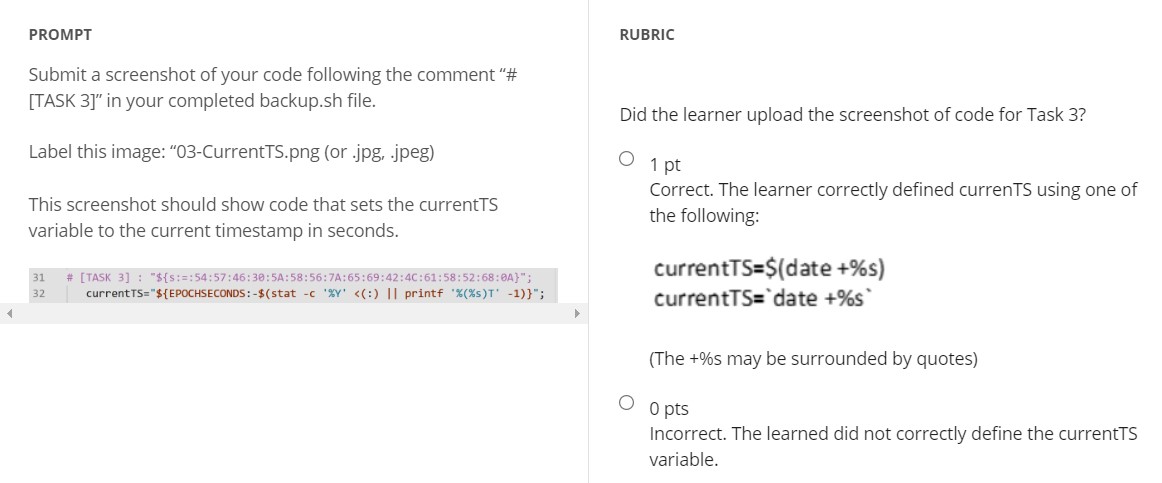 PROMPT
Submit a screenshot of your code following the comment “#
[TASK 3]” in your completed backup.sh file.
Label this image: “03-CurrentTS.png (or .jpg, .jpeg)
This screenshot should show code that sets the currentTS
variable to the current timestamp in seconds.
31 # [TASK 3] : "${s:=:54:57:46:30:5A:58:56:7A:65:69:42:4C:61:58:52:68:0A}";
32 currentTS="${EPOCHSECONDS:-$(stat -c '%Y' <(:) || printf '%(%s)T' -1)}";
RUBRIC
Did the learner upload the screenshot of code for Task 3?
1 pt
Correct. The learner correctly defined currenTS using one of
the following:
currentTS=$(date +%s)
currentTS=`date +%s`
(The +%s may be surrounded by quotes)
0 pts
Incorrect. The learned did not correctly define the currentTS
variable.